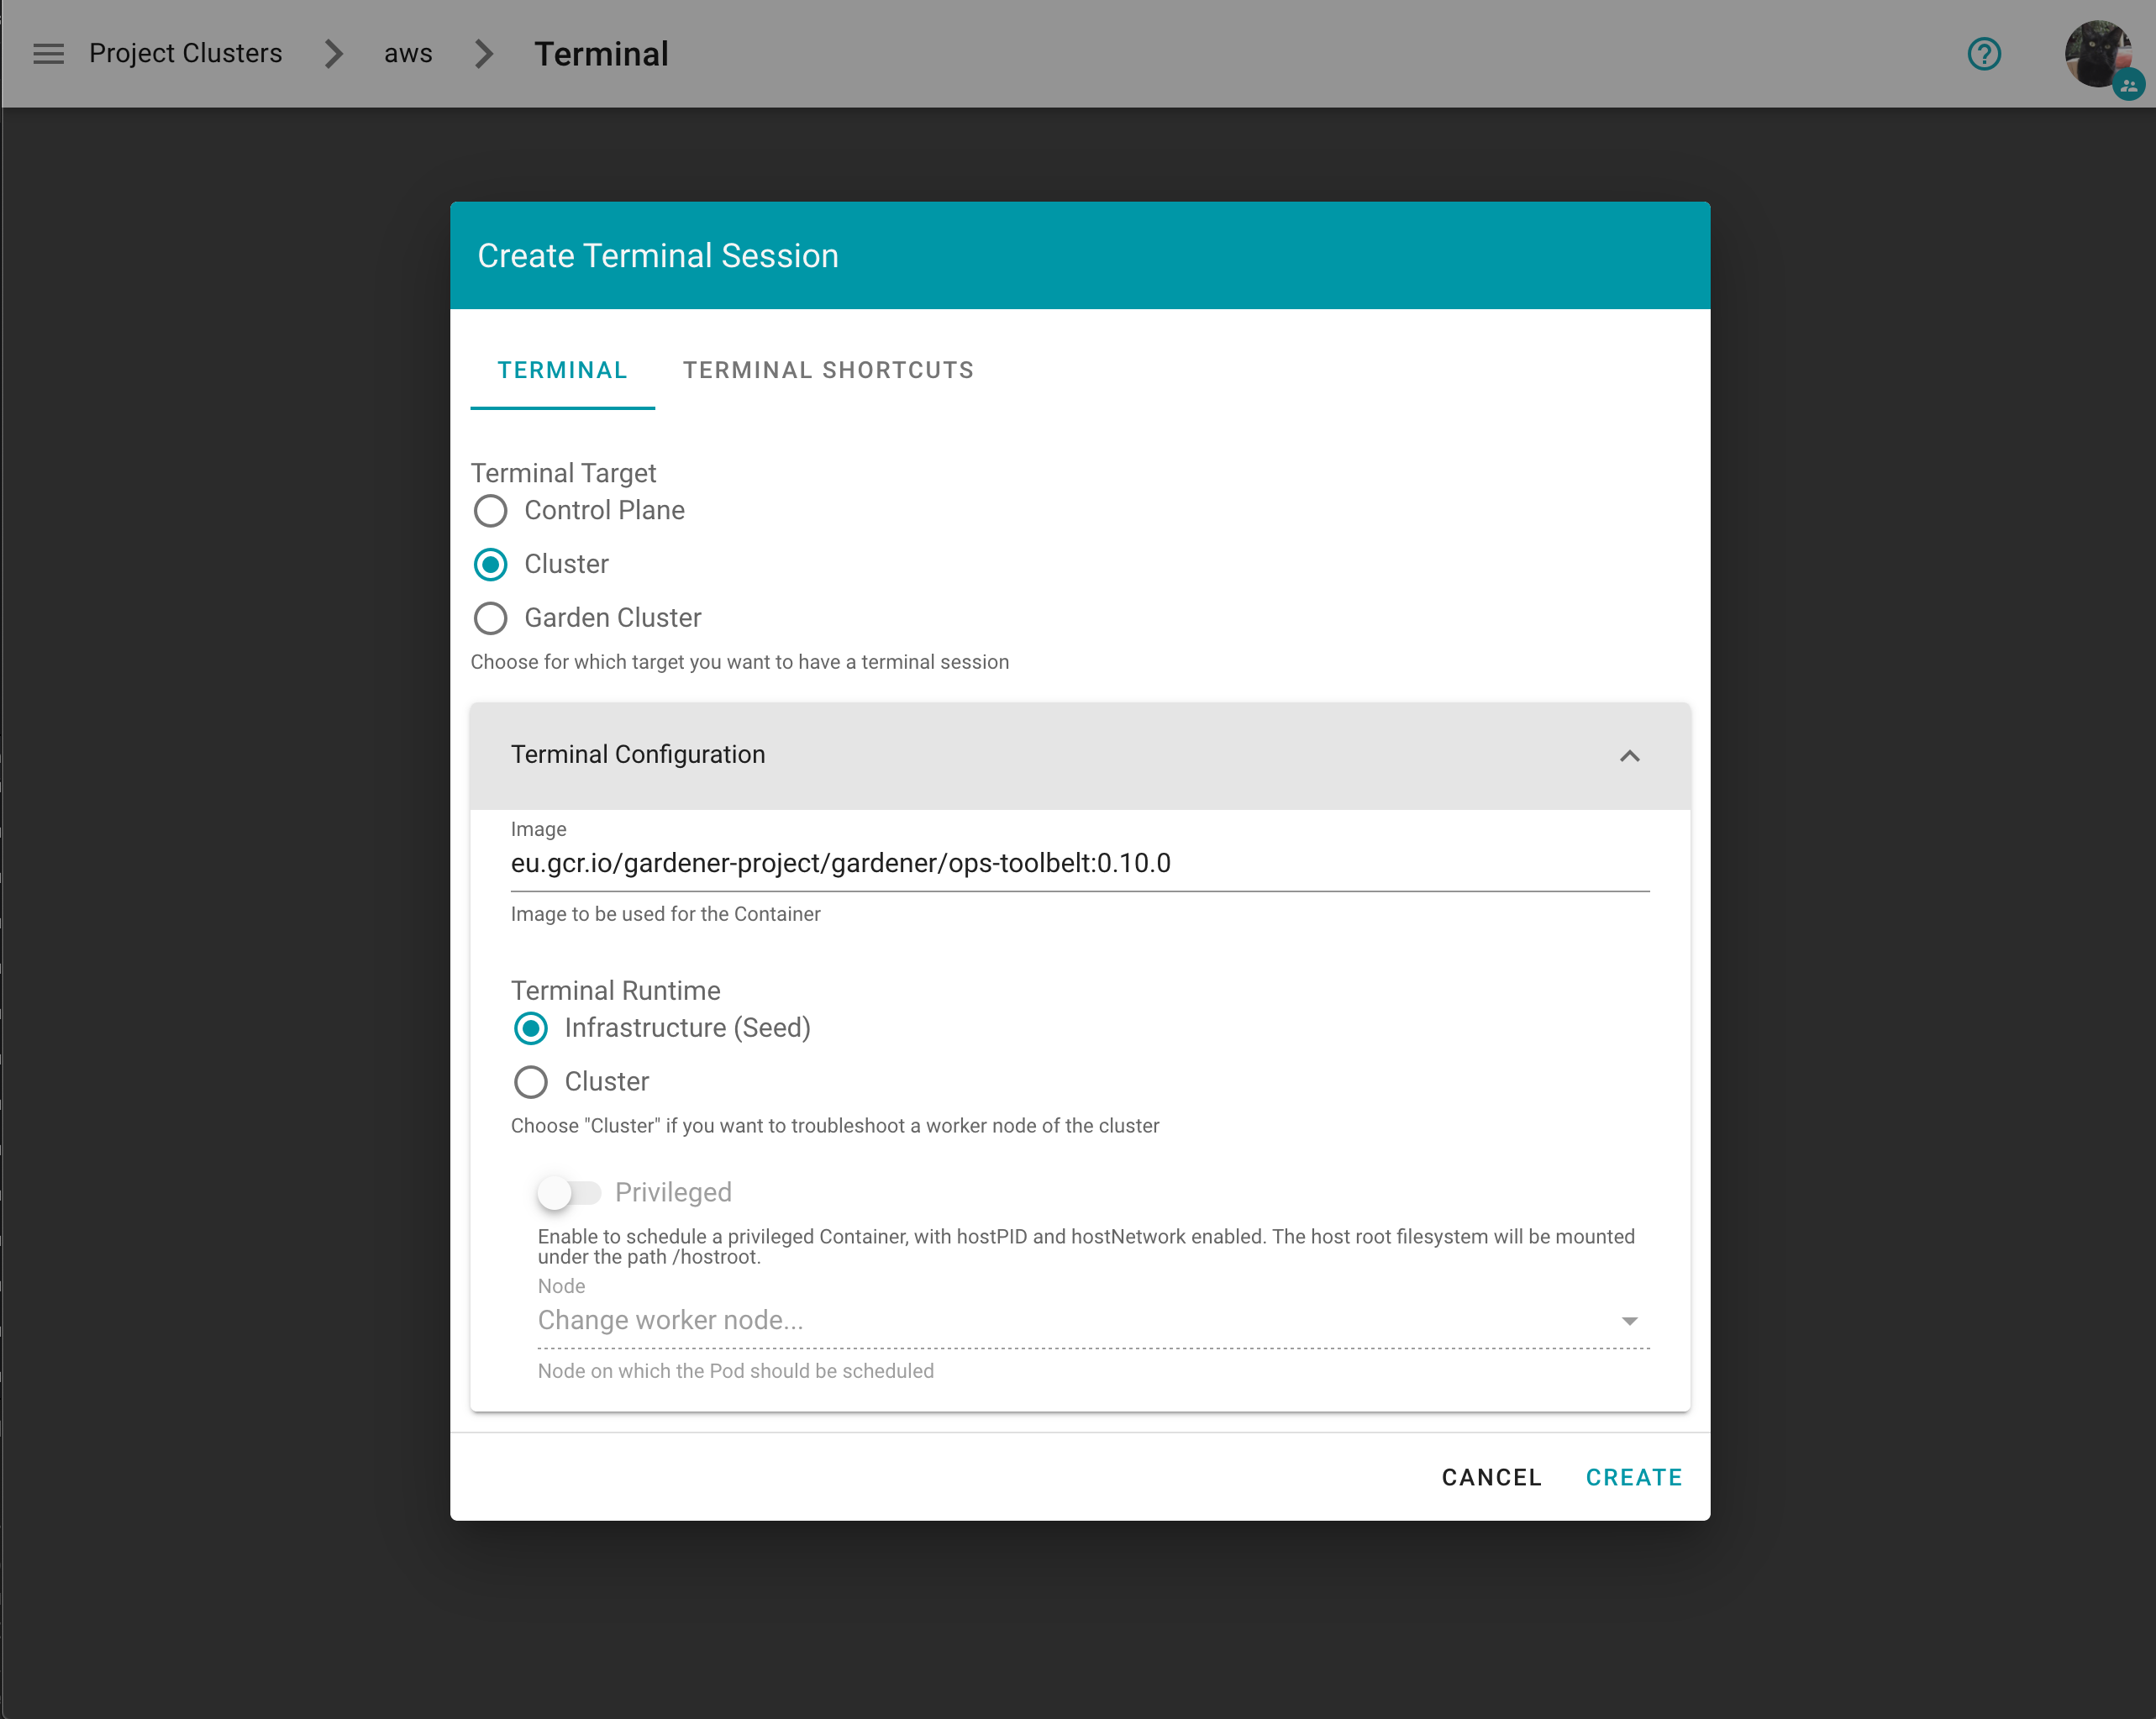 Project Clusters
aws
Terminal
Create Terminal Session
TERMINAL
TERMINAL SHORTCUTS
Terminal Target
Control Plane
Cluster
Garden Cluster
Choose for which target you want to have a terminal session
Terminal Configuration
Image
eu.gcr.io/gardener-project/gardener/ops-toolbelt:0.10.0
Image to be used for the Container
Terminal Runtime
Infrastructure (Seed)
Cluster
Choose "Cluster" if you want to troubleshoot a worker node of the cluster
Privileged
Enable to schedule a privileged Container, with hostPID and hostNetwork enabled. The host root filesystem will be mounted
under the path /hostroot.
Node
Change worker node...
Node on which the Pod should be scheduled
CANCEL
CREATE